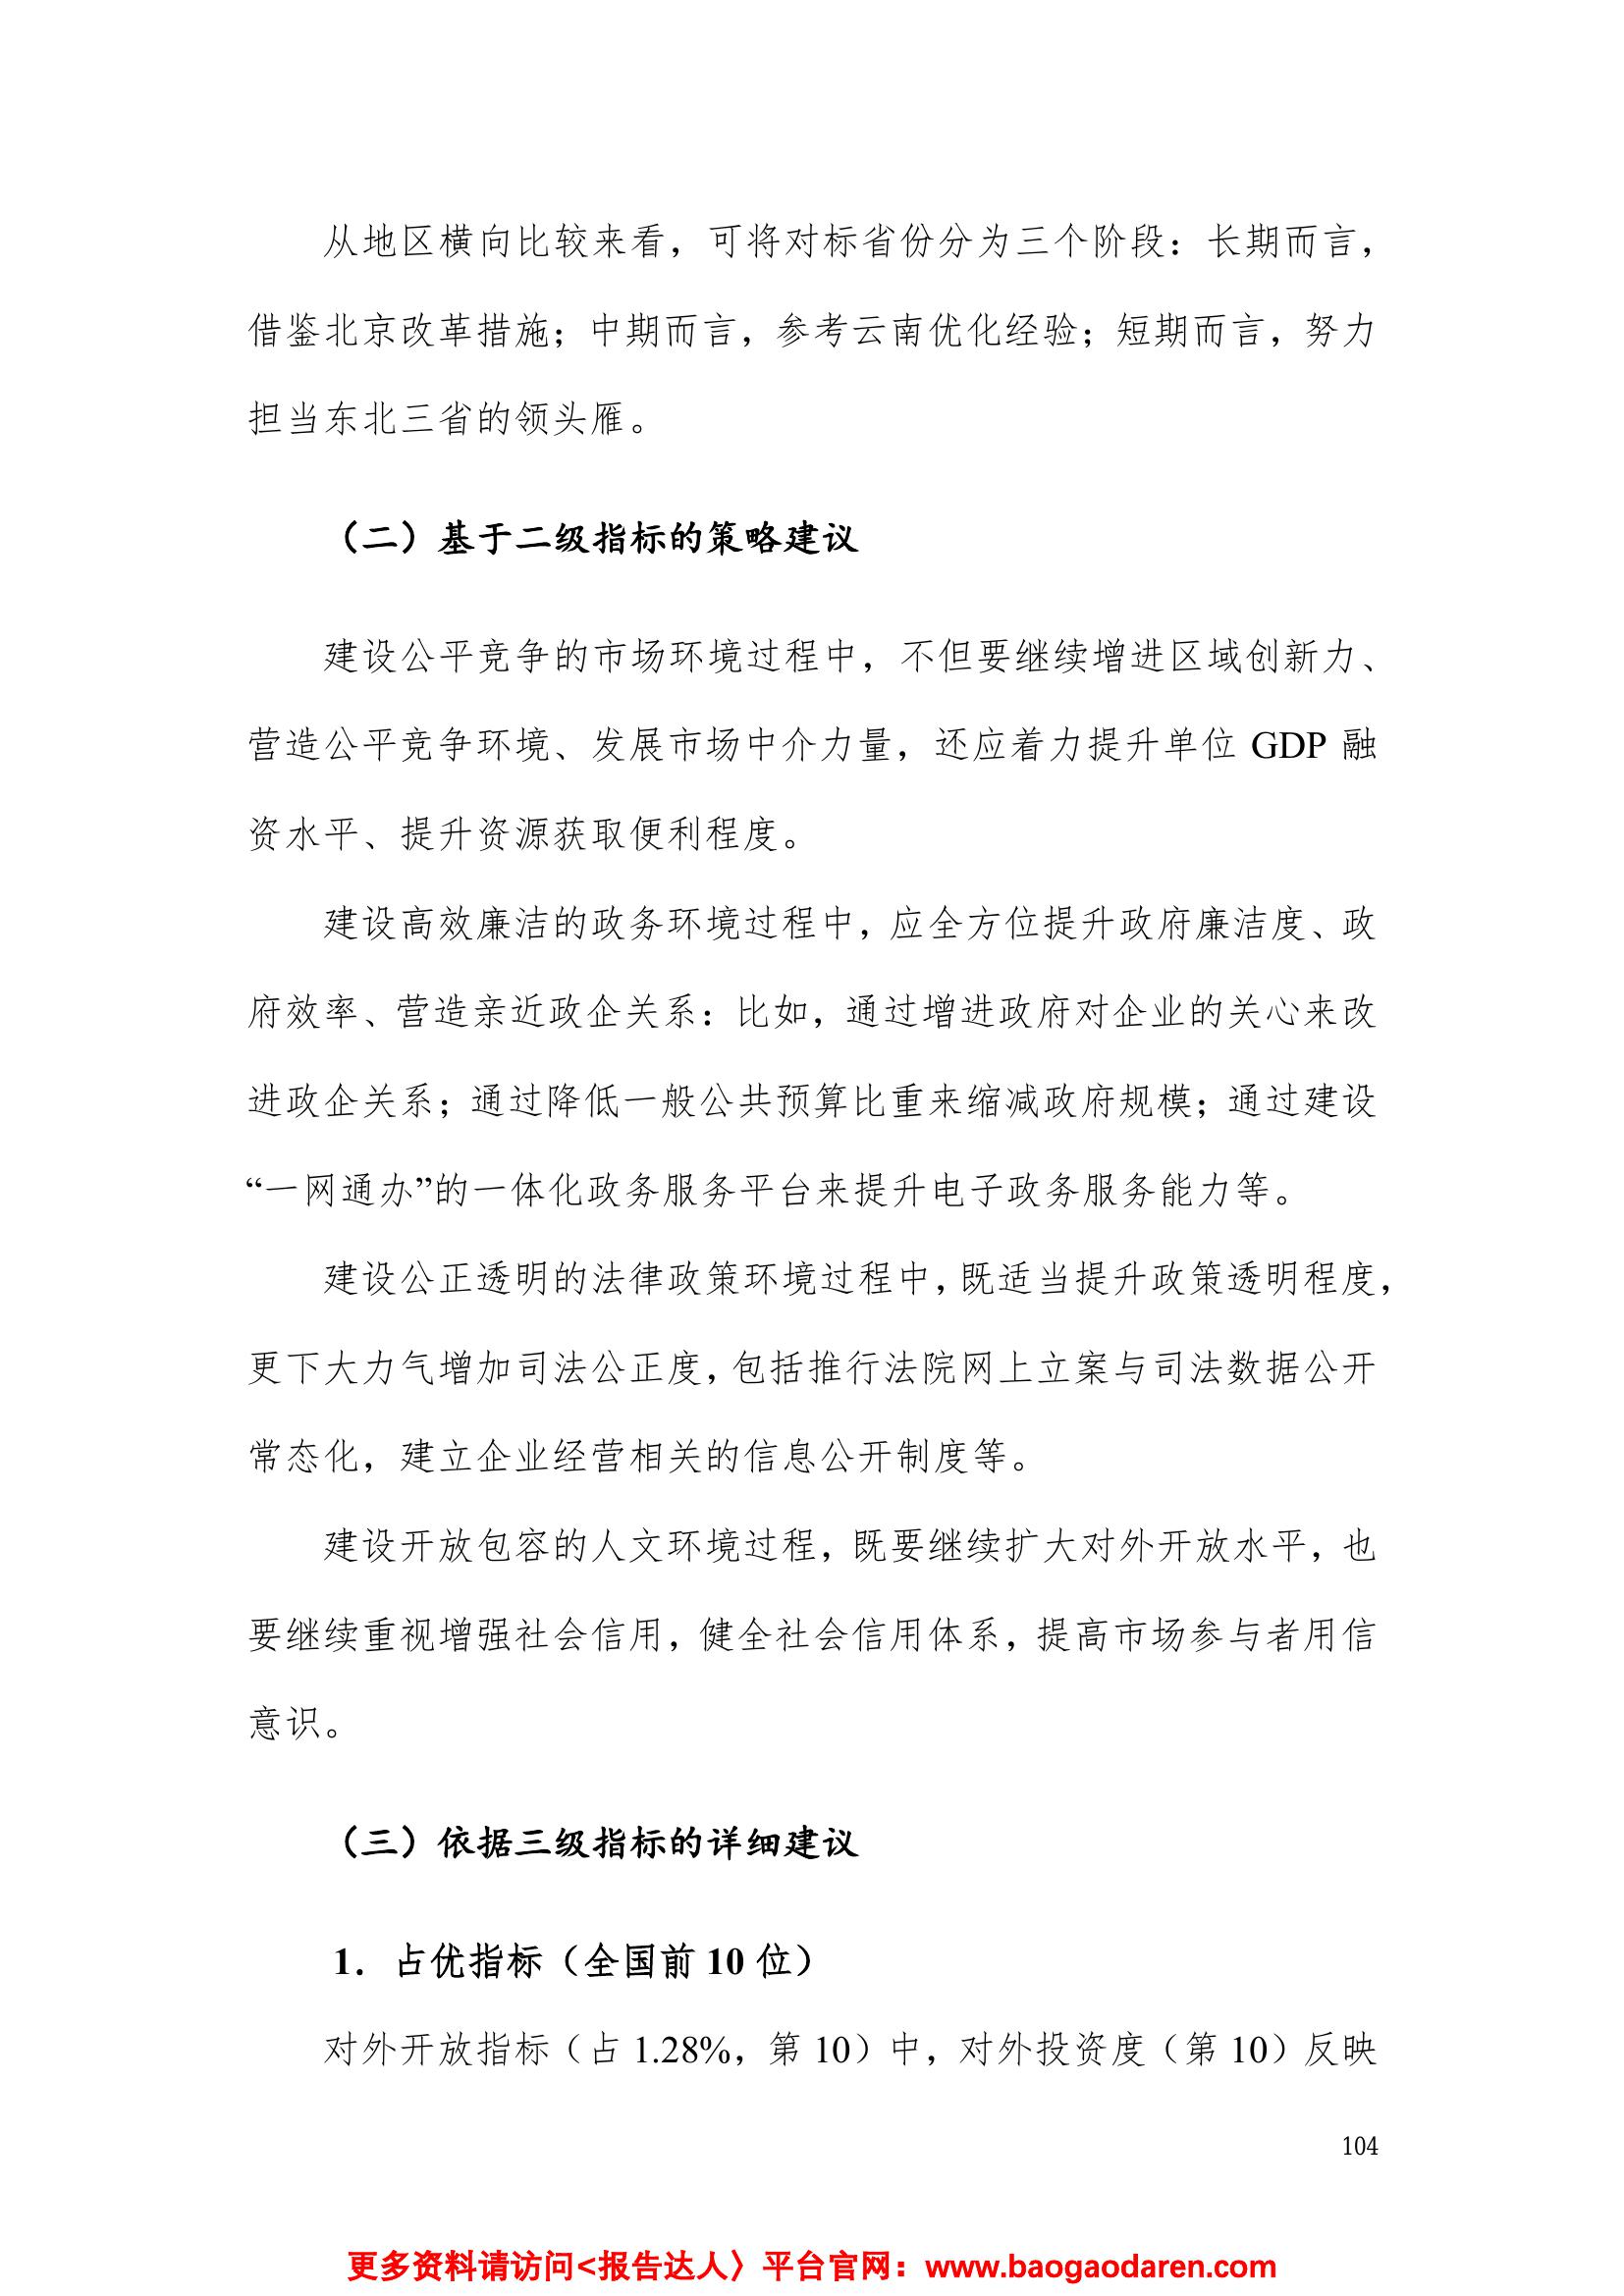 从地区横向比较来看，可将对标省份分为三个阶段：长期而言，
借鉴北京改革措施；中期而言，参考云南优化经验；短期而言，努力
担当东北三省的领头雁。
（二）基于二级指标的策略建议
建设公平竞争的市场环境过程中，不但要继续增进区域创新力、
营造公平竞争环境、发展市场中介力量，还应着力提升单位 GDP 融
资水平、提升资源获取便利程度。
建设高效廉洁的政务环境过程中，应全方位提升政府廉洁度、政
府效率、营造亲近政企关系：比如，通过增进政府对企业的关心来改
进政企关系；通过降低一般公共预算比重来缩减政府规模；通过建设
“一网通办”的一体化政务服务平台来提升电子政务服务能力等。
建设公正透明的法律政策环境过程中，既适当提升政策透明程度，
更下大力气增加司法公正度，包括推行法院网上立案与司法数据公开
常态化，建立企业经营相关的信息公开制度等。
建设开放包容的人文环境过程，既要继续扩大对外开放水平，也
要继续重视增强社会信用，健全社会信用体系，提高市场参与者用信
意识。
（三）依据三级指标的详细建议
1．占优指标（全国前 10 位）
对外开放指标（占 1.28%，第 10）中，对外投资度（第 10）反映
104
更多资料请访问<报告达人〉平台官网：www.baogaodaren.com